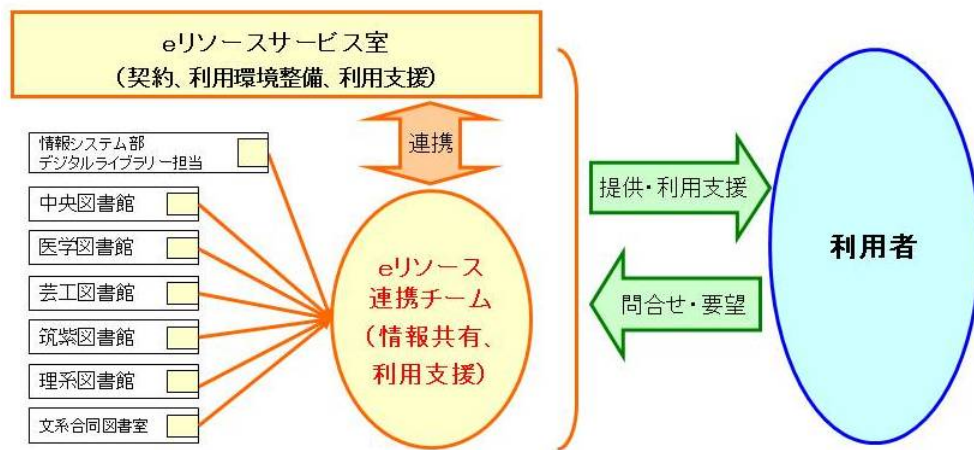 eリソースサービス室
(契約、利用環境整備、利用支援)
連携
情報システム部
デジタルライブラリー担当
中央図書館
医学図書館
芸工図書館
筑紫図書館
理系図書館
文系合同図書室
eリソース
連携チーム
(情報共有、
利用支援)
提供・利用支援
問合せ・要望
利用者